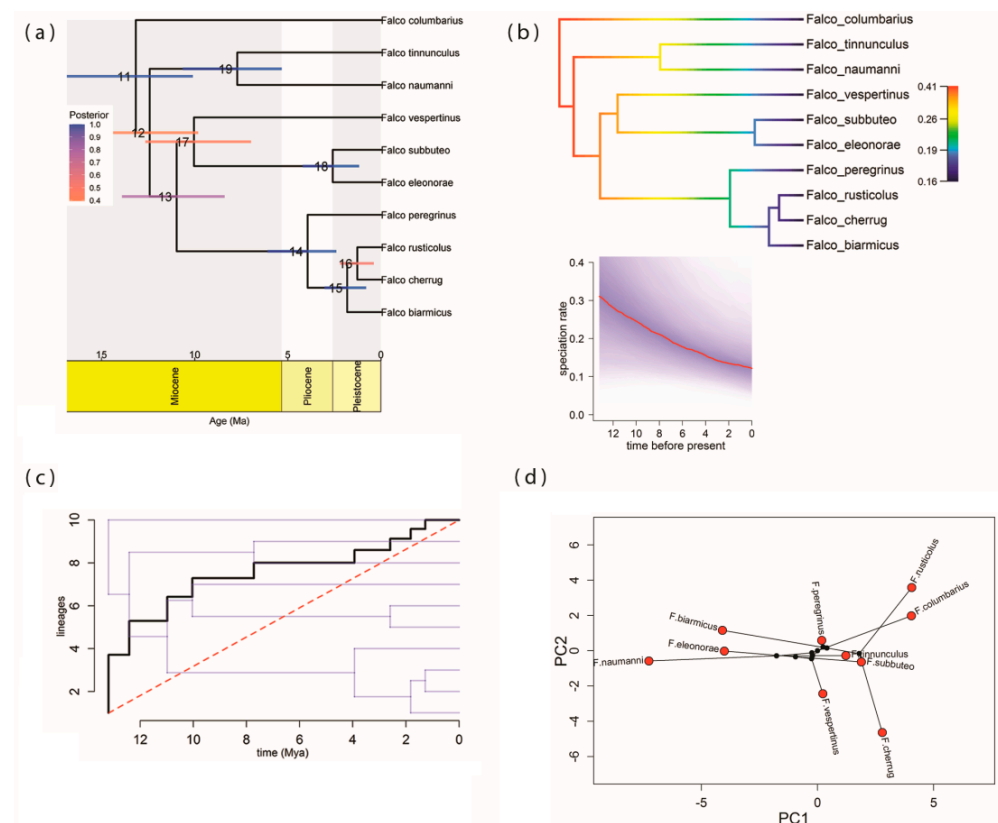 (a)
Falco columbarius
Falco tinnunculus
Falco naumanni
Falco vespertinus
Falco subbuteo
Falco eleonorae
Falco peregrinus
Falco rusticolus
Falco cherrug
Falco biarmicus
11
19
12
17
18
13
14
16
15
Posterior
1.0
0.9
0.8
0.7
0.6
0.5
0.4
15
10
5
0
Miocene
Pliocene
Pleistocene
Age (Ma)
(b)
Falco_columbarius
Falco_tinnunculus
Falco_naumanni
Falco_vespertinus
Falco_subbuteo
Falco_eleonorae
Falco_peregrinus
Falco_rusticolus
Falco_cherrug
Falco_biarmicus
0.41
0.26
0.19
0.16
speciation rate
0.4
0.3
0.2
0.1
0.0
12 10 8 6 4 2 0
time before present
(c)
lineages
10
8
6
4
2
12 10 8 6 4 2 0
time (Mya)
(d)
PC2
6
4
2
0
-2
-4
-6
F.rusticolus
F.columbarius
F.peregrinus
F.biarmicus
F.eleonorae
F.naumanni
F.tinnunculus
F.subbuteo
F.vespertinus
F.cherrug
-5 0 5
PC1